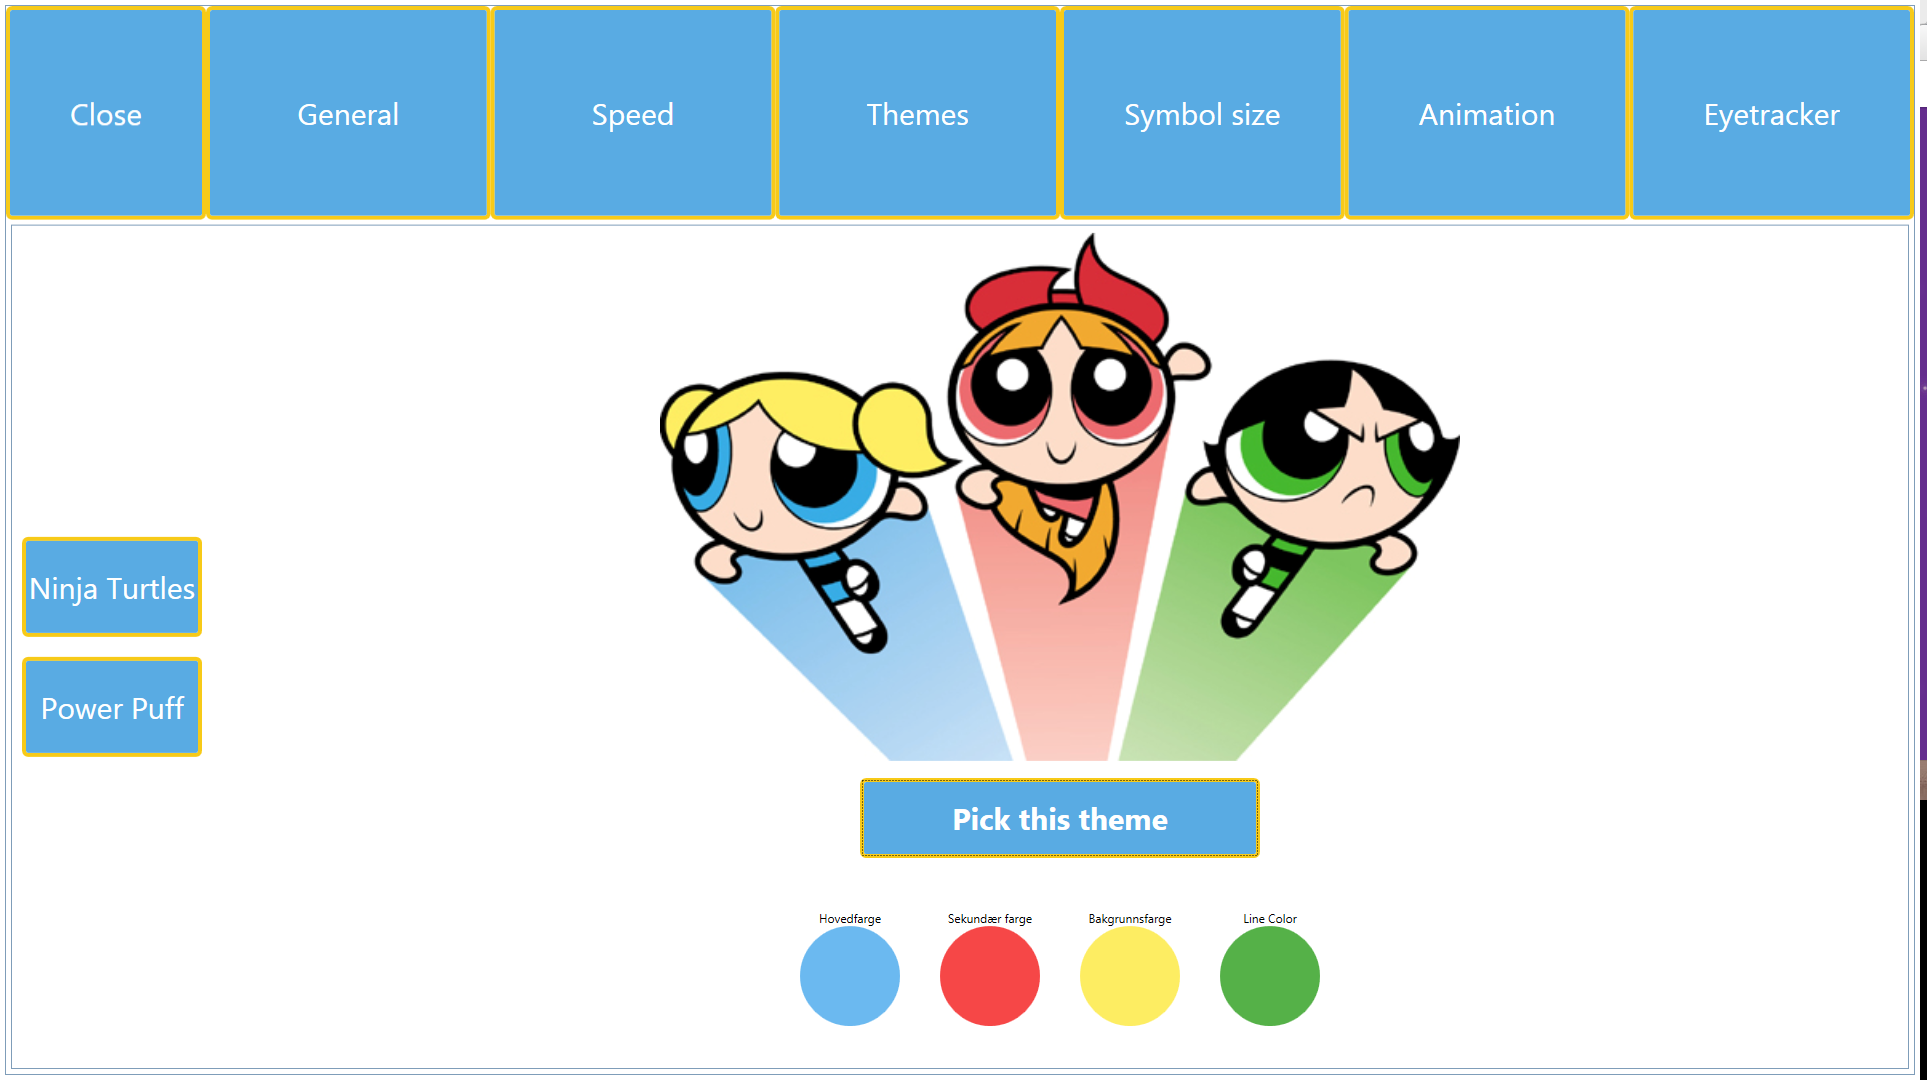 Close
General
Speed
Themes
Symbol size
Animation
Eyetracker
Ninja Turtles
Power Puff
Pick this theme
Hovedfarge
Sekundær farge
Bakgrunnsfarge
Line Color